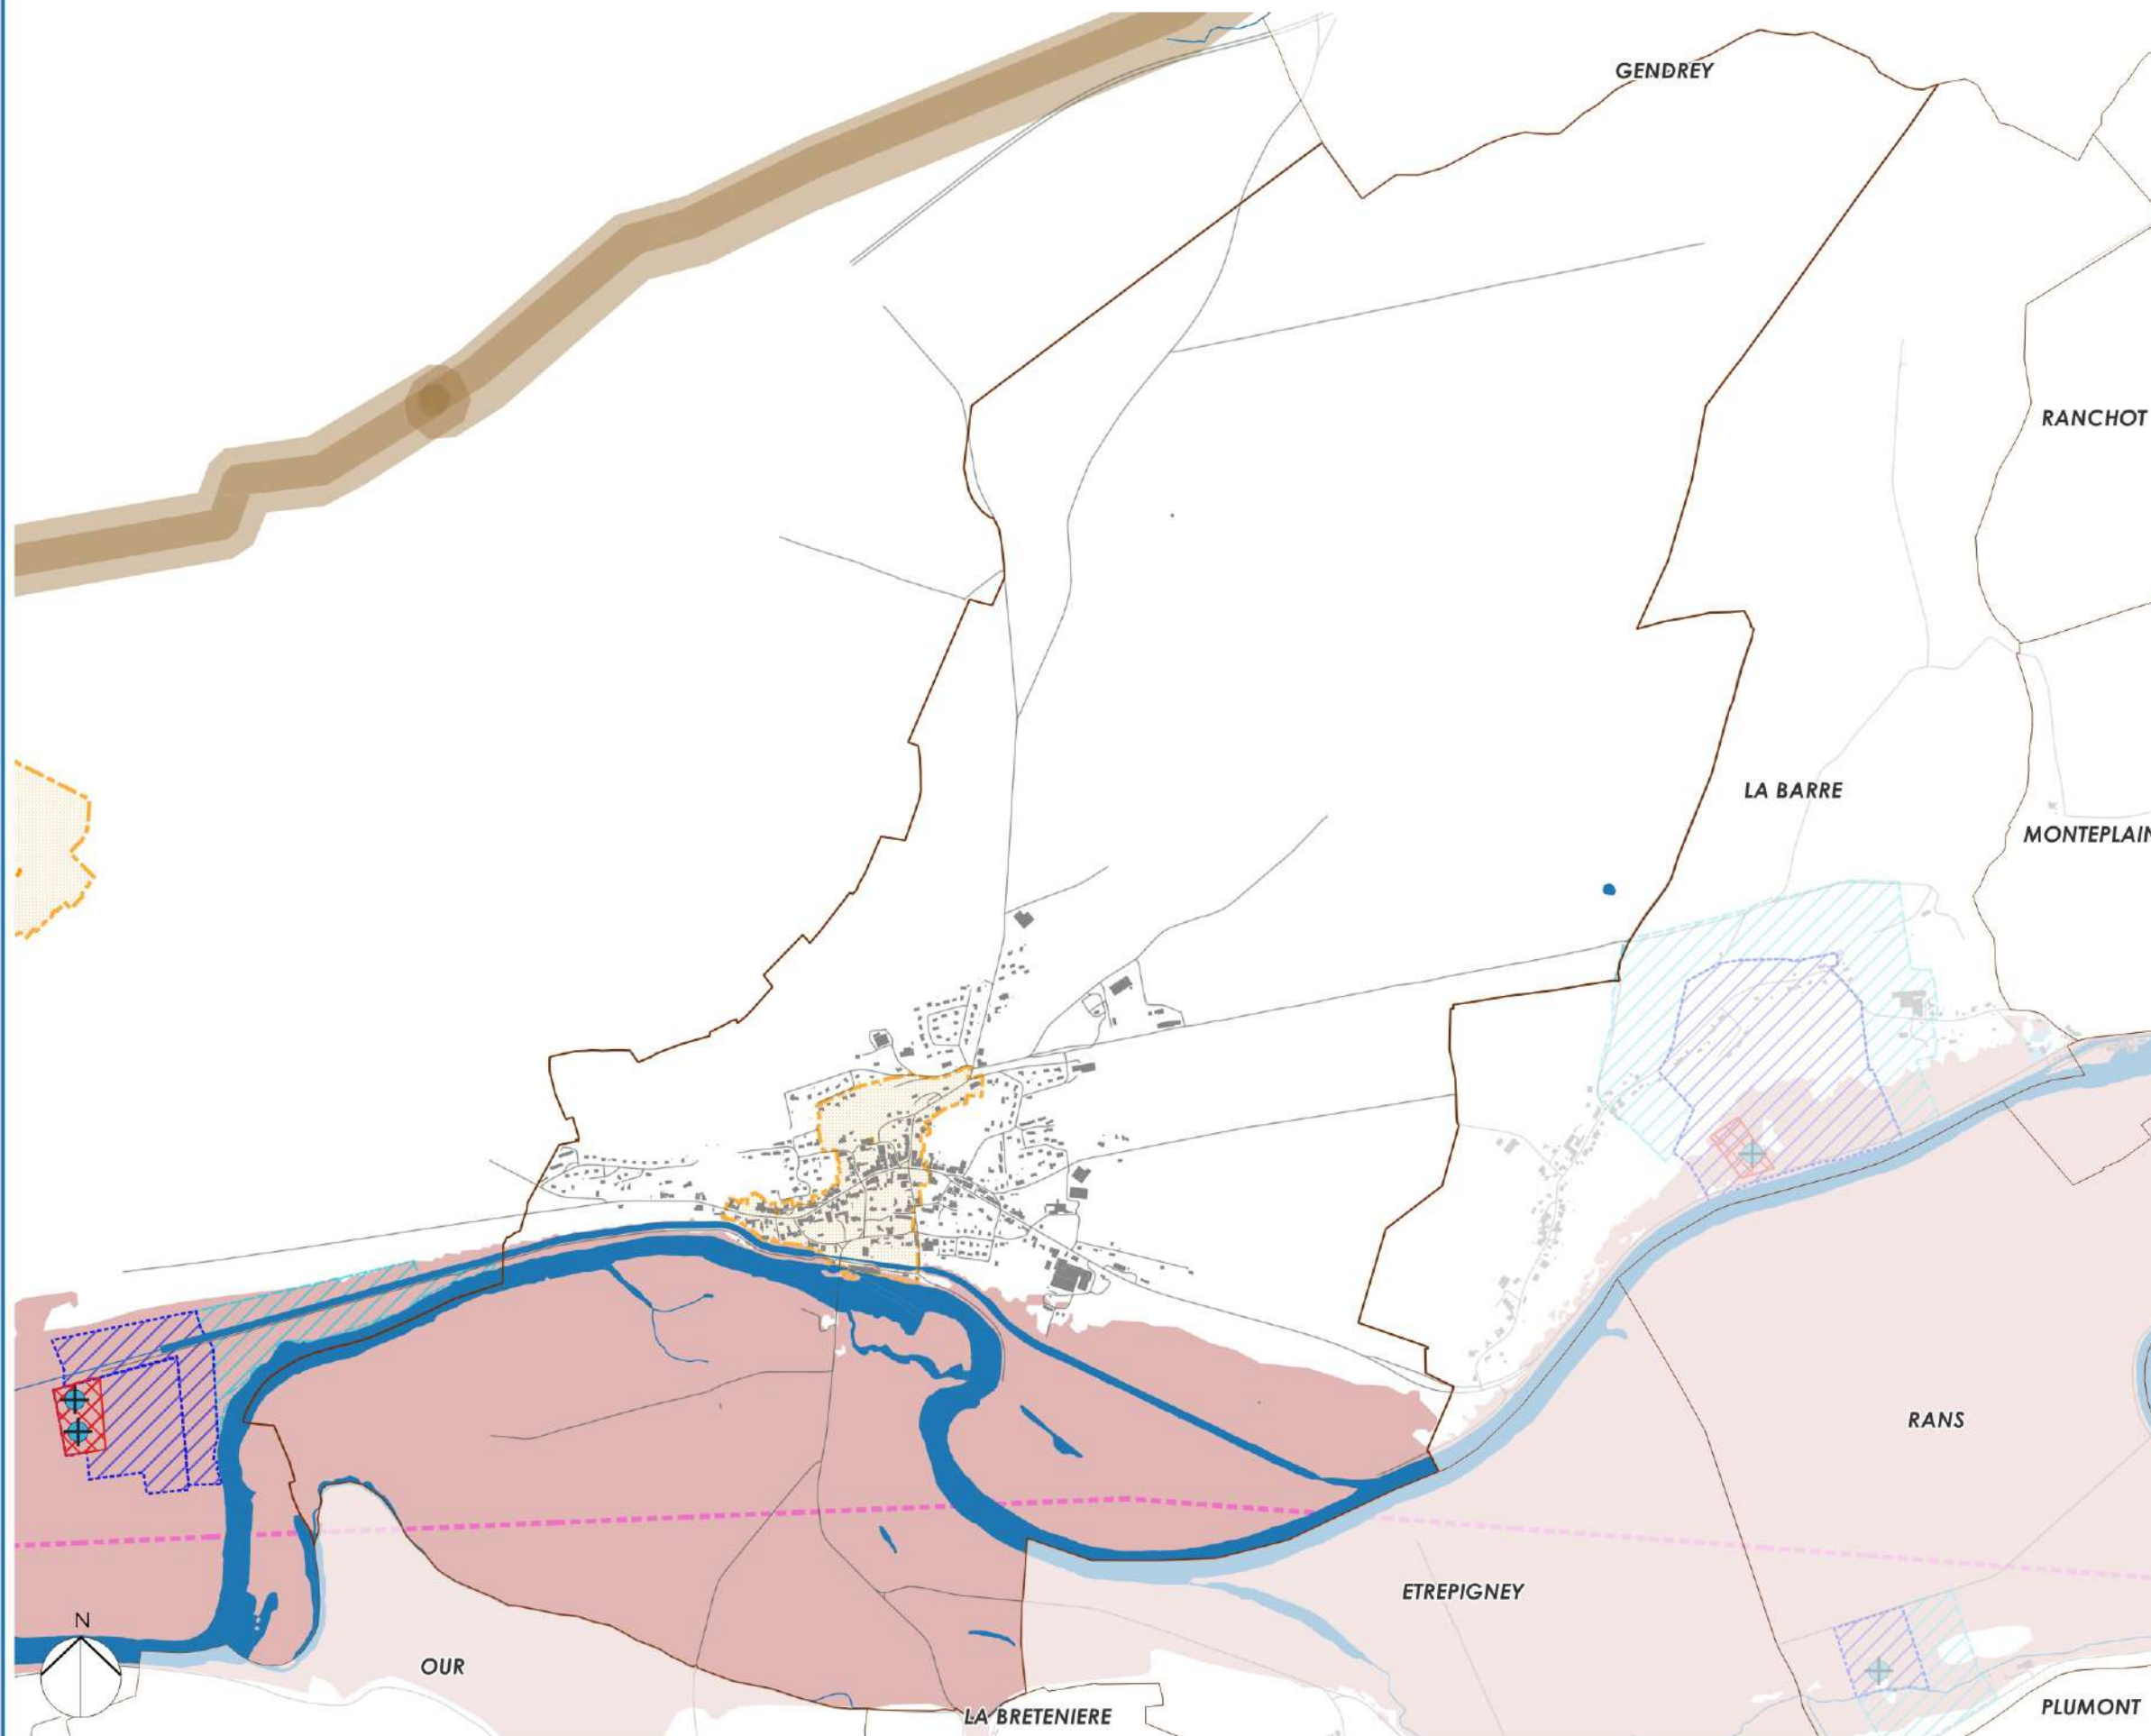 GENDREY
RANCHOT
LA BARRE
MONTEPLAIN
RANS
ETREPIGNEY
N
OUR
PLUMONT
LA BRETENIERE